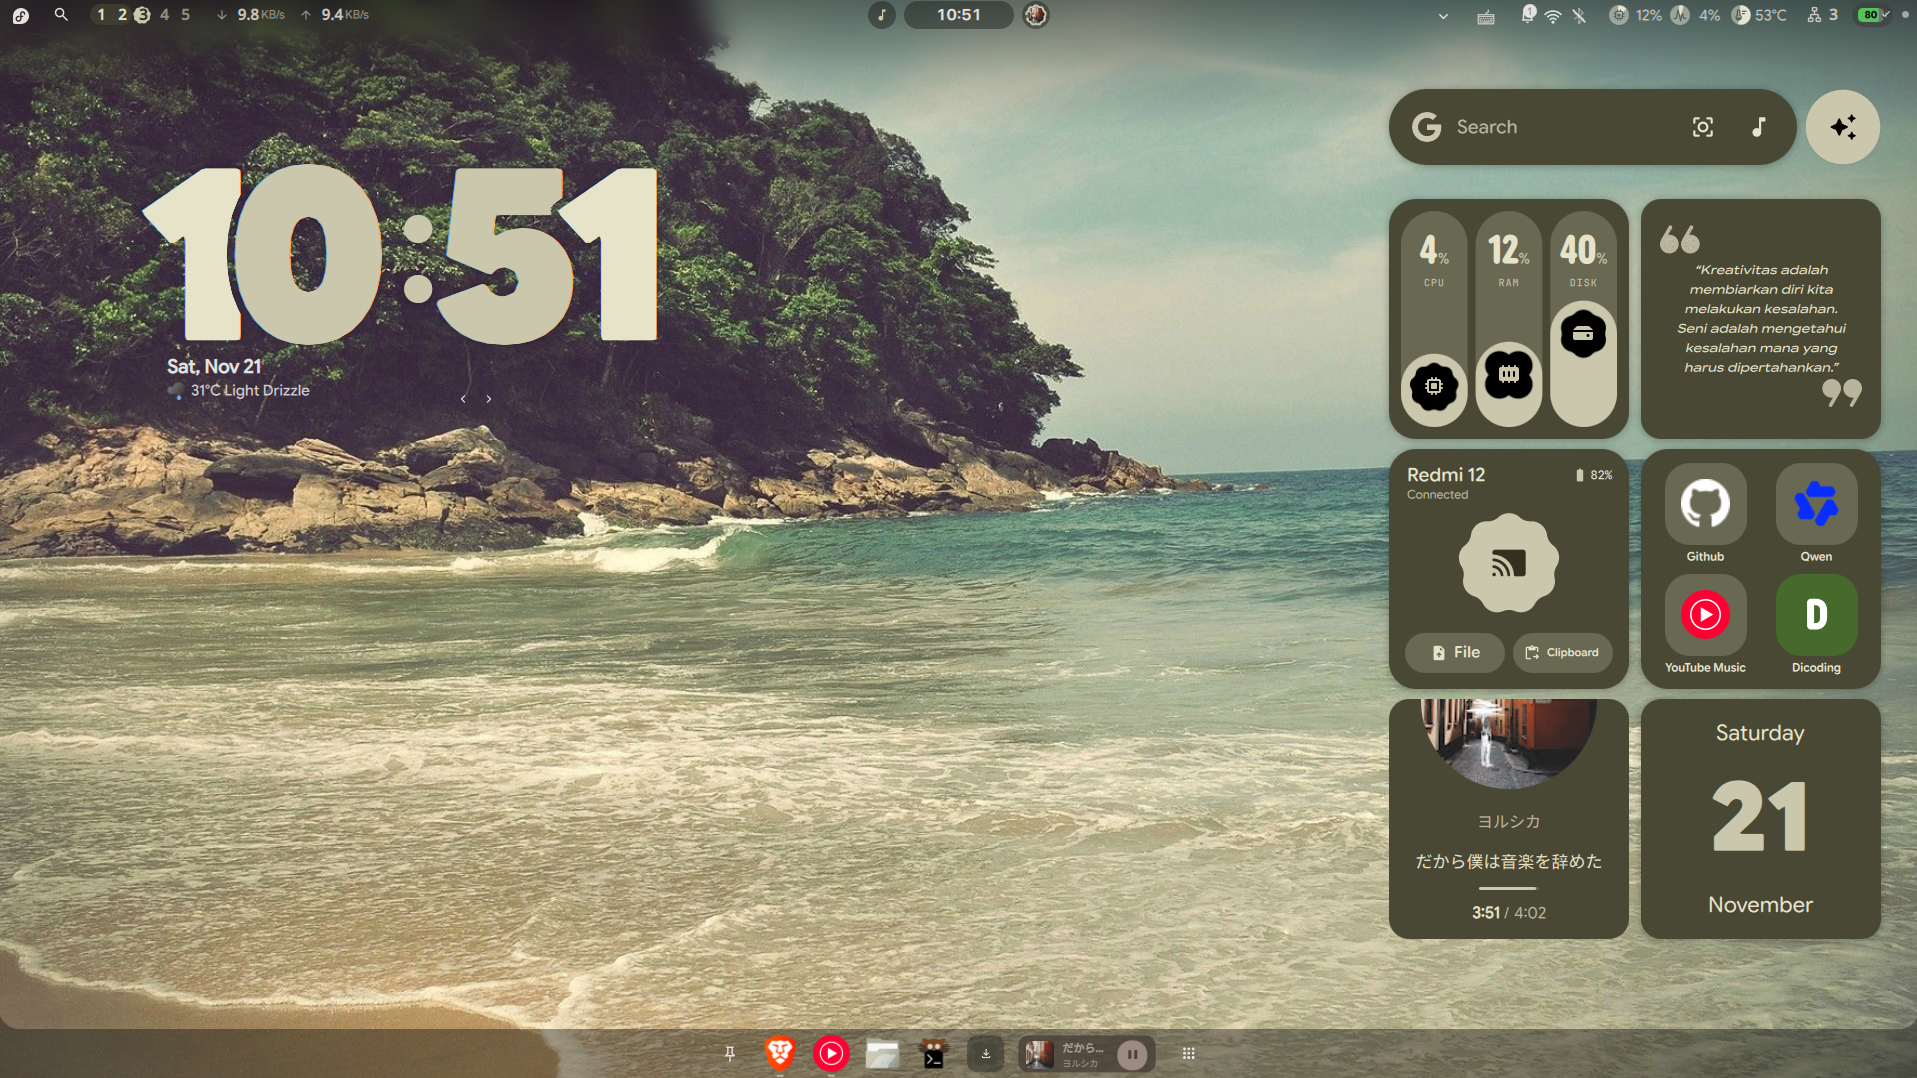 1 2 3 4 5 ↓ 9.8 KB/s ↑ 9.4 KB/s
10:51
1
12% 4% 53°C 3 80
10:51
Sat, Nov 21
31°C Light Drizzle
Search
4% 12% 40%
CPU RAM DISK
“Kreativitas adalah
membiarkan diri kita
melakukan kesalahan.
Seni adalah mengetahui
kesalahan mana yang
harus dipertahankan.”
Redmi 12 82%
Connected
File Clipboard
Github Qwen
D
YouTube Music Dicoding
ヨルシカ
だから僕は音楽を辞めた
3:51 / 4:02
Saturday
21
November
だから...
ヨルシカ